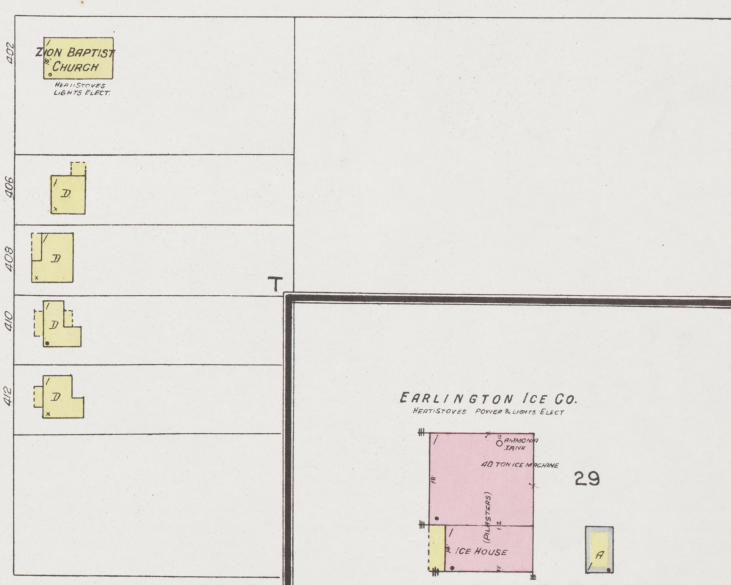 402
ZION BAPTIST
CHURCH
HEAT: STOVES
LIGHTS ELECT.
406
D
408
D
T
410
D
412
D
EARLINGTON ICE CO.
HEAT: STOVES POWER & LIGHTS ELECT
AMMONIA
TANK
40 TON ICE MACHINE
29
(PILASTERS)
ICE HOUSE
A